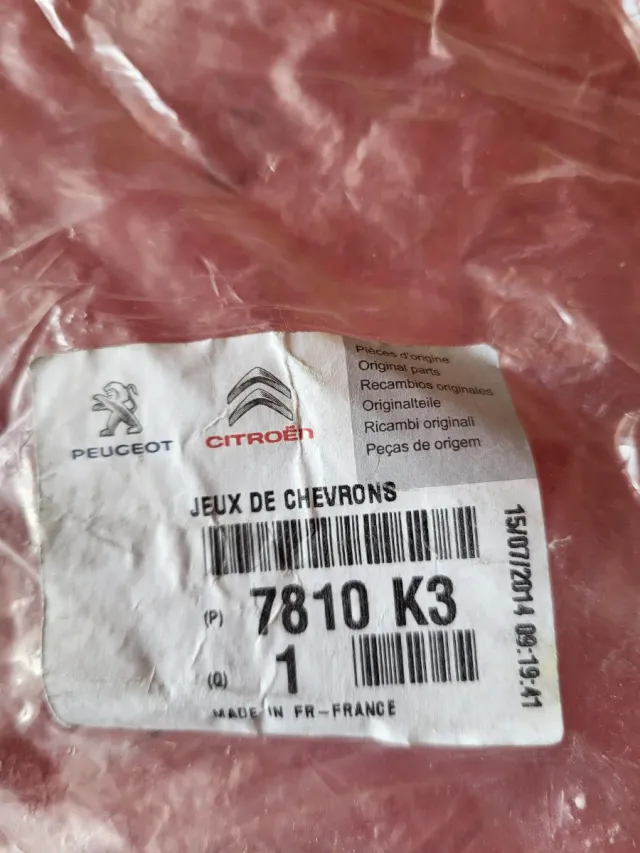 PEUGEOT
CITROËN
Pièces d'origine
Original parts
Recambios originales
Originalteile
Ricambi originali
Peças de origem
JEUX DE CHEVRONS
(P) 7810 K3
(Q) 1
MADE IN FR-FRANCE
15/07/2014 09:19:41